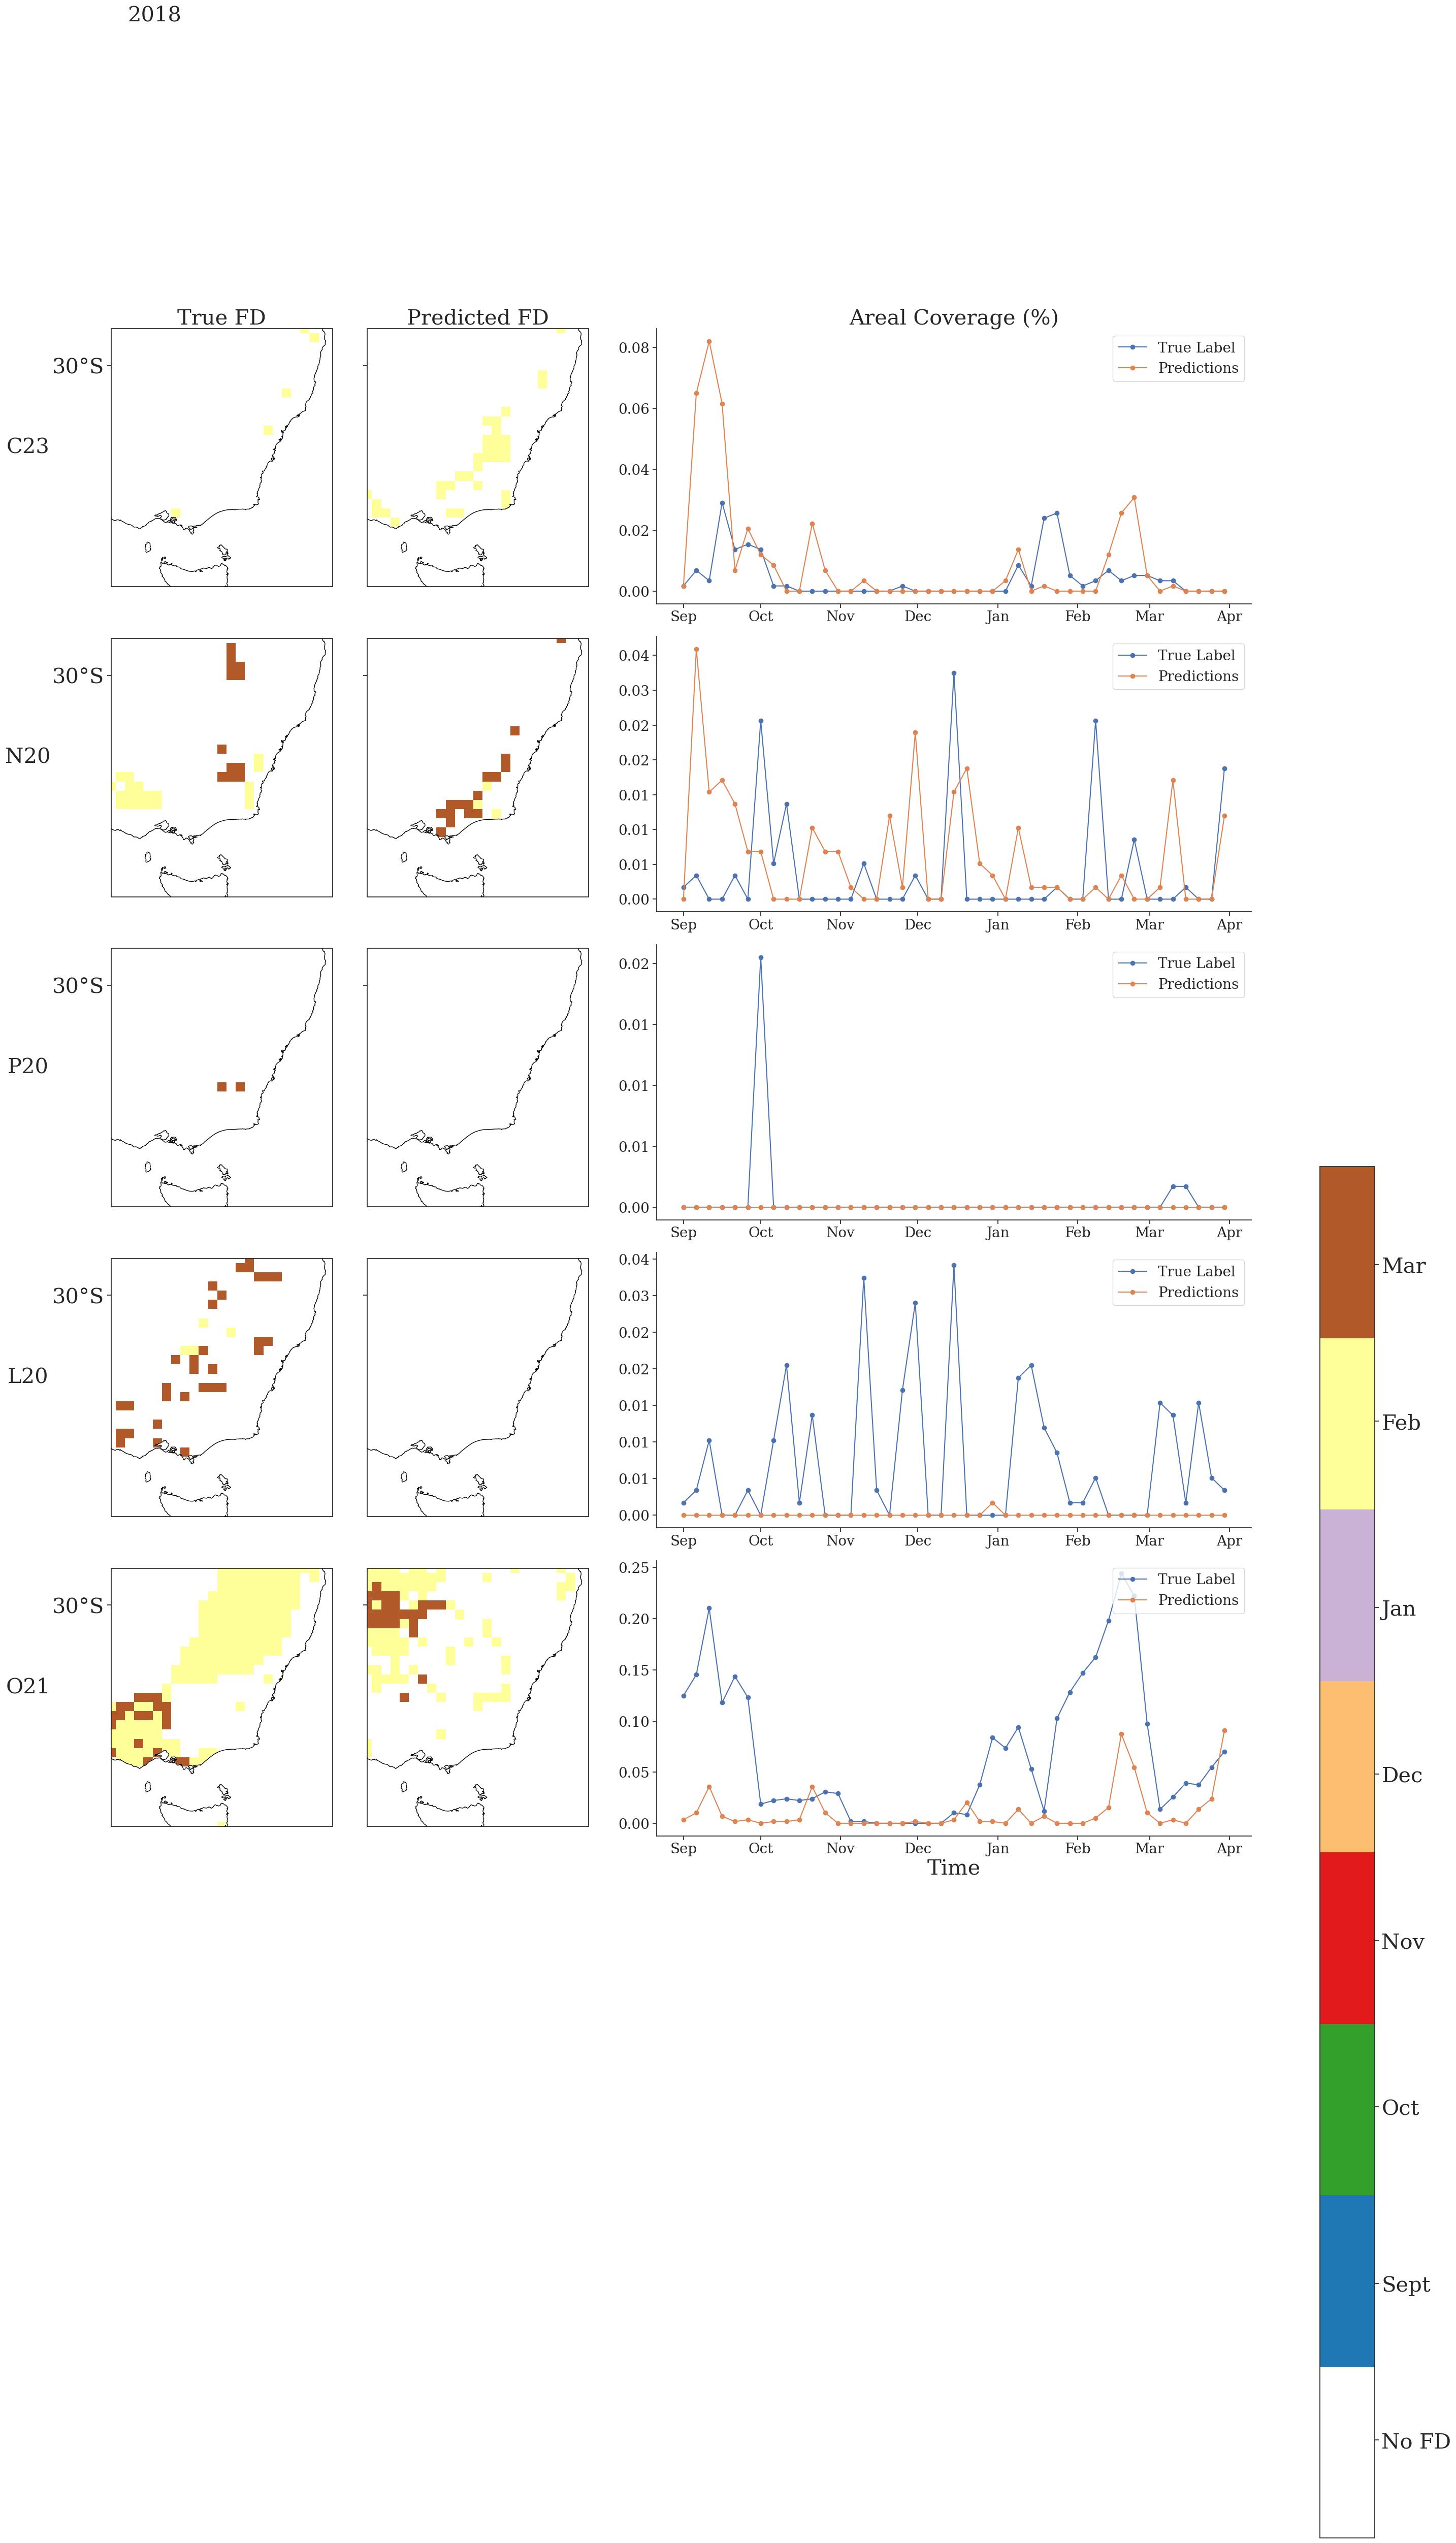 2018
True FD
Predicted FD
Areal Coverage (%)
C23
30°S
0.08
0.06
0.04
0.02
0.00
True Label
Predictions
Sep
Oct
Nov
Dec
Jan
Feb
Mar
Apr
N20
30°S
0.04
0.03
0.02
0.02
0.01
0.01
0.01
0.00
True Label
Predictions
Sep
Oct
Nov
Dec
Jan
Feb
Mar
Apr
P20
30°S
0.02
0.01
0.01
0.01
0.00
True Label
Predictions
Sep
Oct
Nov
Dec
Jan
Feb
Mar
Apr
L20
30°S
0.04
0.03
0.02
0.02
0.01
0.01
0.01
0.00
True Label
Predictions
Sep
Oct
Nov
Dec
Jan
Feb
Mar
Apr
O21
30°S
0.25
0.20
0.15
0.10
0.05
0.00
True Label
Predictions
Sep
Oct
Nov
Dec
Jan
Feb
Mar
Apr
Time
Mar
Feb
Jan
Dec
Nov
Oct
Sept
No FD